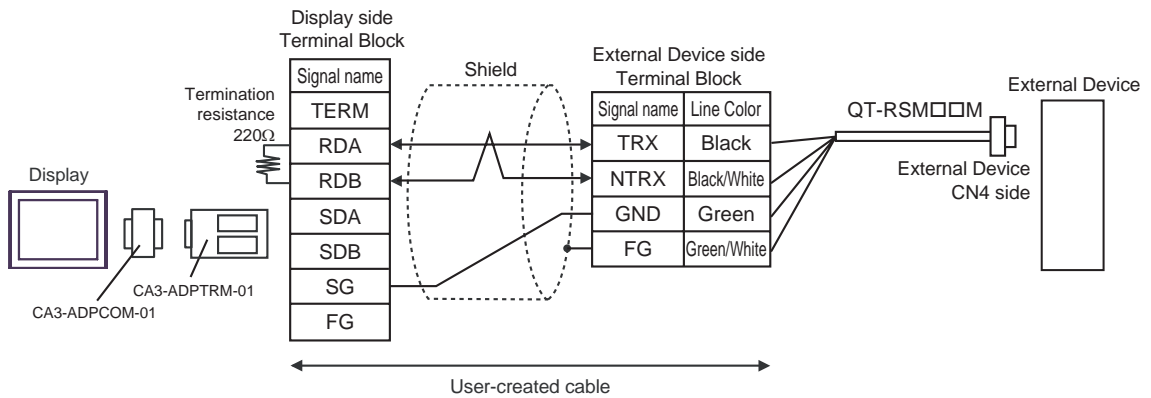 Display side
Terminal Block
Signal name
TERM
RDA
RDB
SDA
SDB
SG
FG
Termination
resistance
220Ω
Display
CA3-ADPCOM-01
CA3-ADPTRM-01
Shield
External Device side
Terminal Block
Signal name Line Color
TRX Black
NTRX Black/White
GND Green
FG Green/White
QT-RSM□□M
External Device
External Device
CN4 side
User-created cable